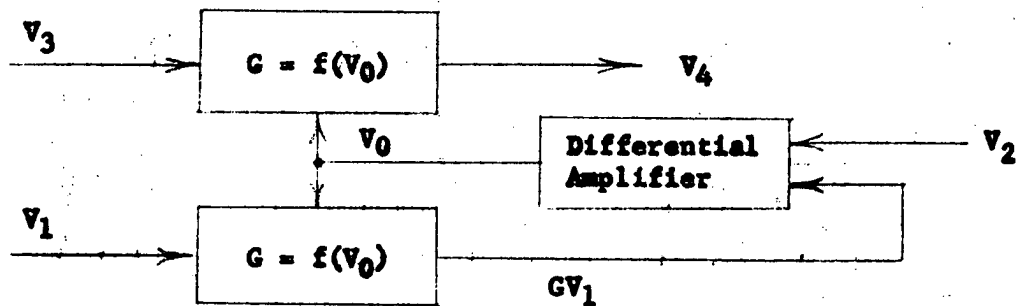 V3
G = f(V0)
V4
V0
Differential
Amplifier
V2
V1
G = f(V0)
GV1